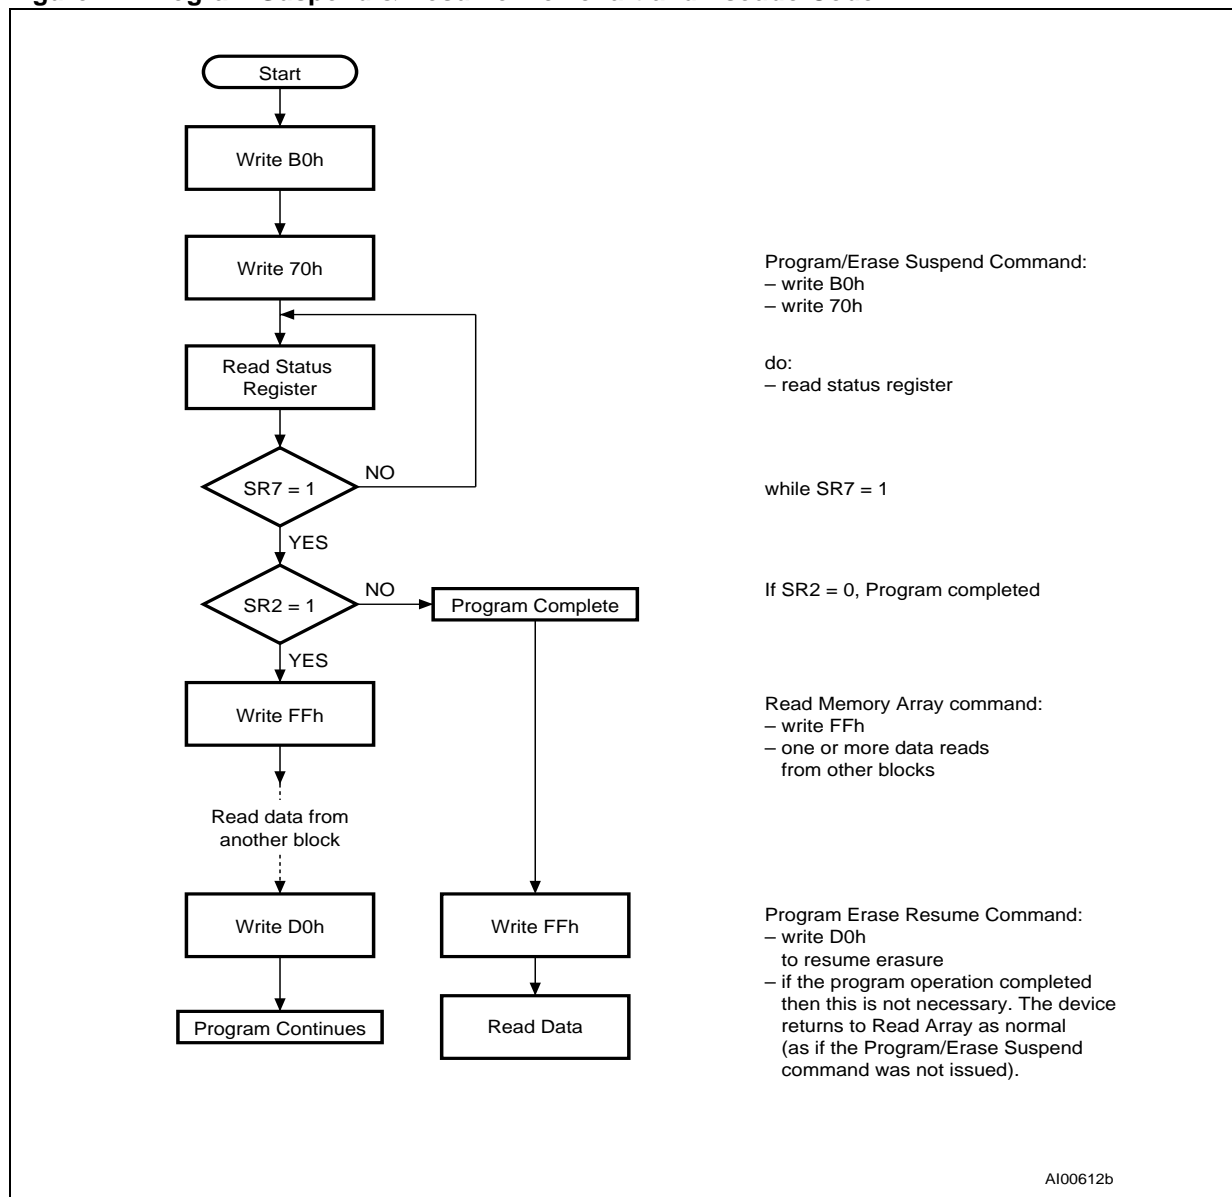 Start
Write B0h
Write 70h
Program/Erase Suspend Command:
– write B0h
– write 70h
Read Status
Register
do:
– read status register
SR7 = 1
NO
while SR7 = 1
YES
SR2 = 1
NO
Program Complete
If SR2 = 0, Program completed
YES
Write FFh
Read Memory Array command:
– write FFh
– one or more data reads
from other blocks
Read data from
another block
Write D0h
Write FFh
Program Erase Resume Command:
– write D0h
to resume erasure
– if the program operation completed
then this is not necessary. The device
returns to Read Array as normal
(as if the Program/Erase Suspend
command was not issued).
Program Continues
Read Data
AI00612b